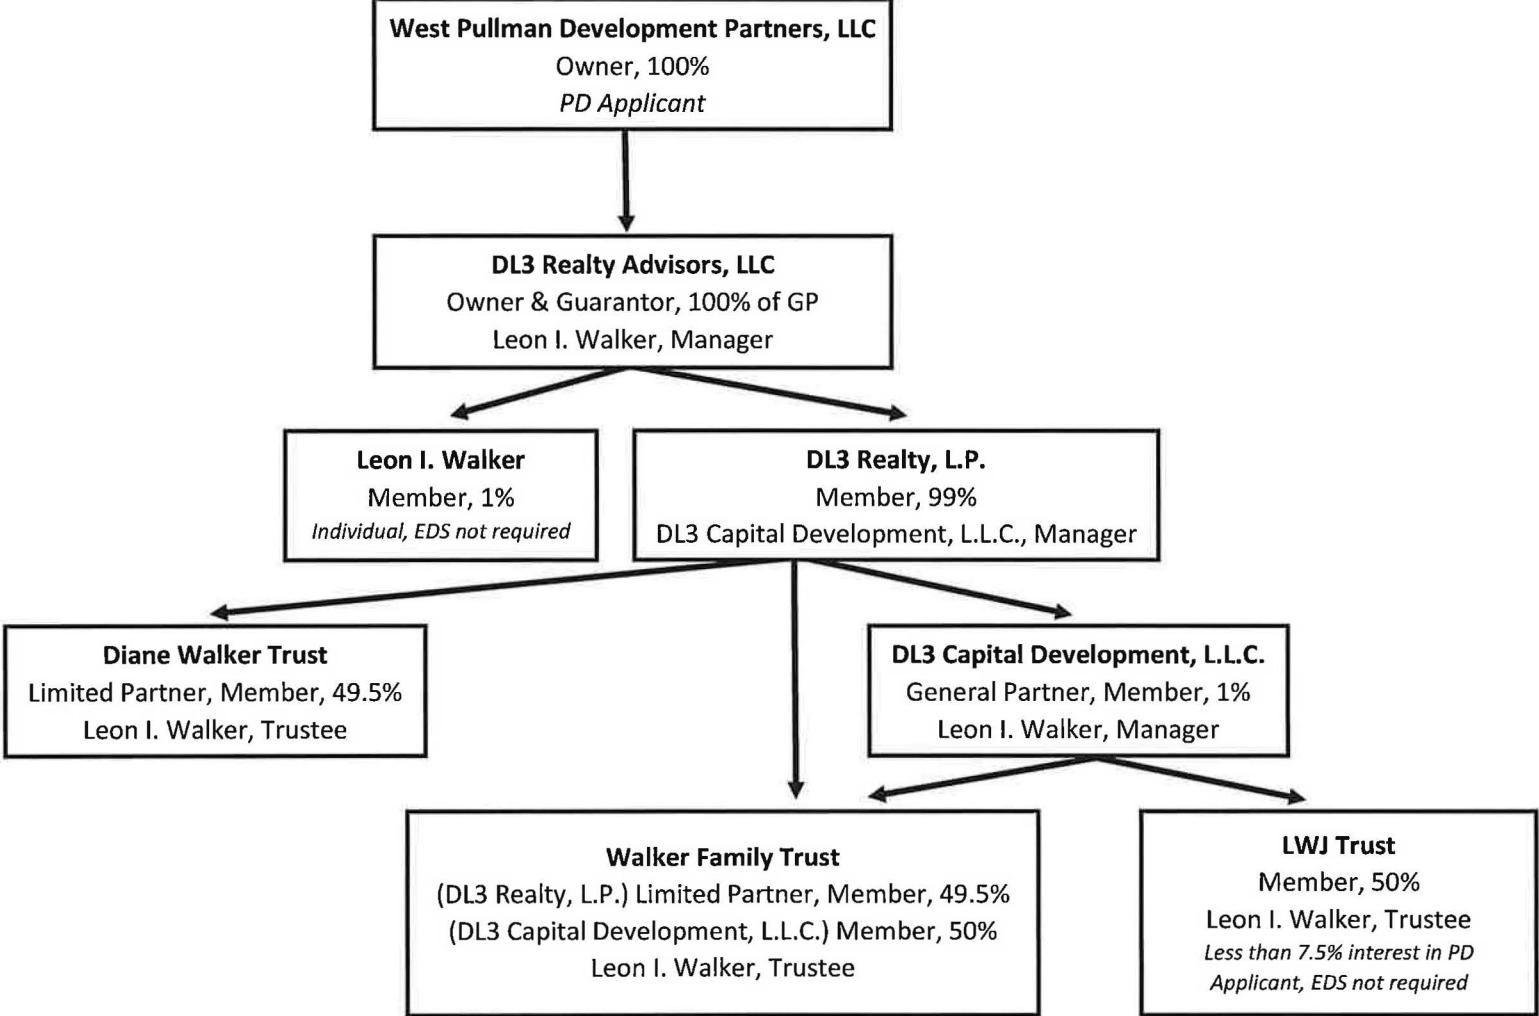 West Pullman Development Partners, LLC
Owner, 100%
PD Applicant
DL3 Realty Advisors, LLC
Owner & Guarantor, 100% of GP
Leon I. Walker, Manager
Leon I. Walker
Member, 1%
Individual, EDS not required
DL3 Realty, L.P.
Member, 99%
DL3 Capital Development, L.L.C., Manager
Diane Walker Trust
Limited Partner, Member, 49.5%
Leon I. Walker, Trustee
DL3 Capital Development, L.L.C.
General Partner, Member, 1%
Leon I. Walker, Manager
Walker Family Trust
(DL3 Realty, L.P.) Limited Partner, Member, 49.5%
(DL3 Capital Development, L.L.C.) Member, 50%
Leon I. Walker, Trustee
LWJ Trust
Member, 50%
Leon I. Walker, Trustee
Less than 7.5% interest in PD
Applicant, EDS not required